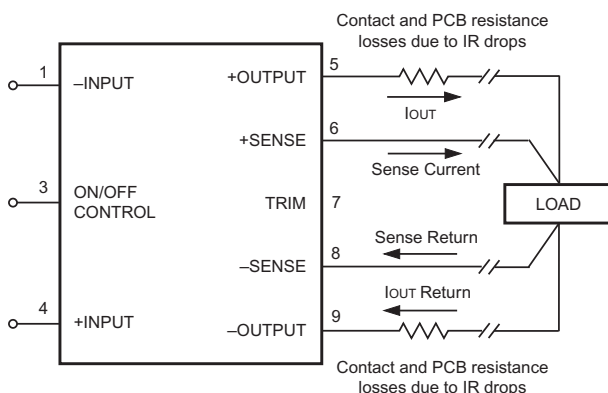 Contact and PCB resistance
losses due to IR drops
1
–INPUT
+OUTPUT
5
IOUT
+SENSE
6
Sense Current
3
ON/OFF
CONTROL
TRIM
7
LOAD
Sense Return
–SENSE
8
IOUT Return
4
+INPUT
–OUTPUT
9
Contact and PCB resistance
losses due to IR drops